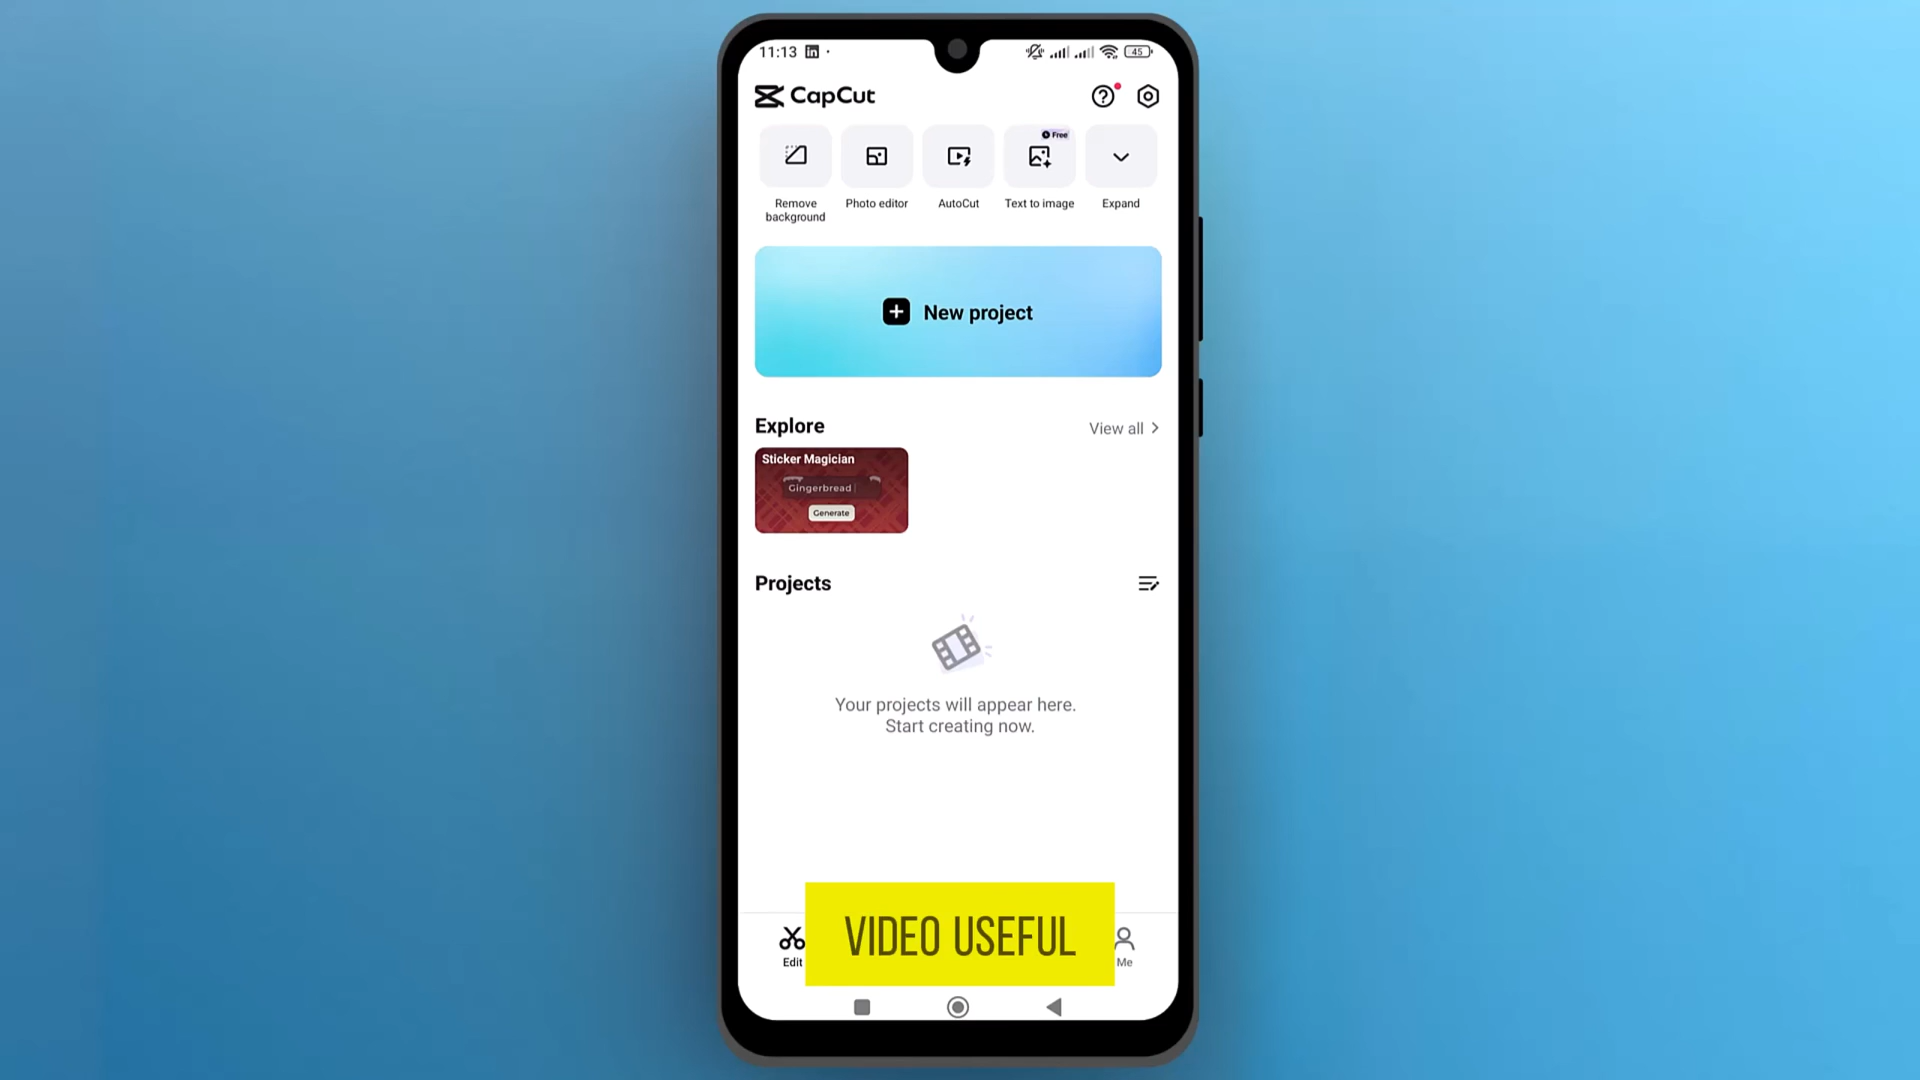 11:13
45
CapCut
Free
Remove
background
Photo editor
AutoCut
Text to image
Expand
New project
Explore
View all
Sticker Magician
Gingerbread
Generate
Projects
Your projects will appear here.
Start creating now.
VIDEO USEFUL
Edit
Me